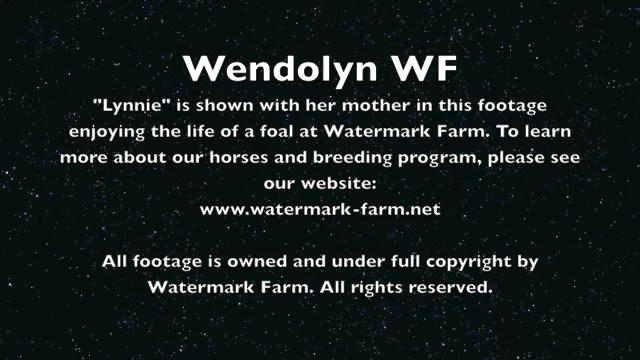 Wendolyn WF
"Lynnie" is shown with her mother in this footage
enjoying the life of a foal at Watermark Farm. To learn
more about our horses and breeding program, please see
our website:
www.watermark-farm.net
All footage is owned and under full copyright by
Watermark Farm. All rights reserved.